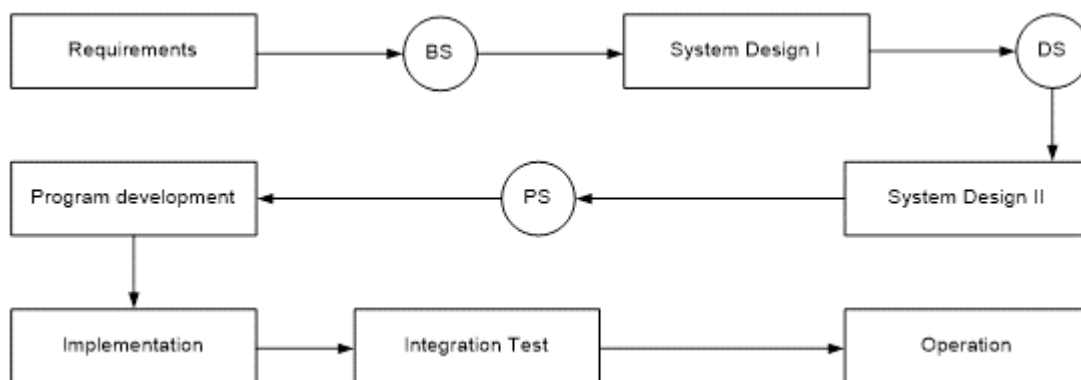 Requirements
BS
System Design I
DS
Program development
PS
System Design II
Implementation
Integration Test
Operation